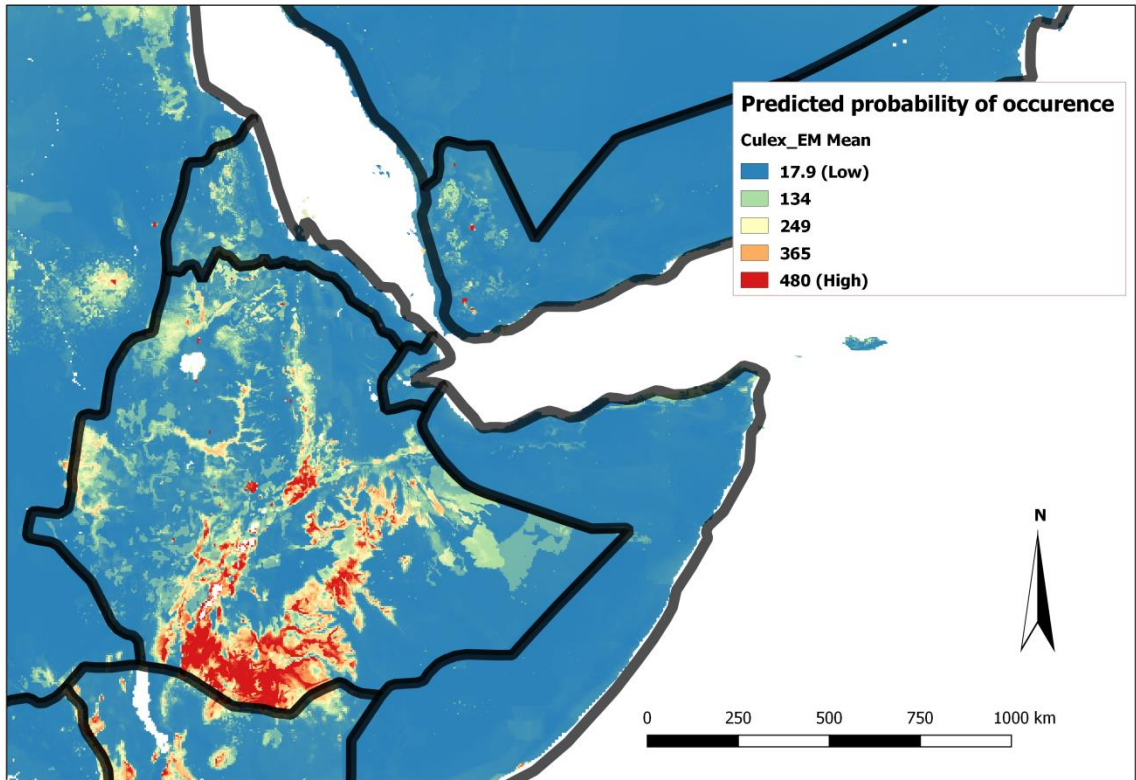 Predicted probability of occurence
Culex_EM Mean
17.9 (Low)
134
249
365
480 (High)
N
0 250 500 750 1000 km